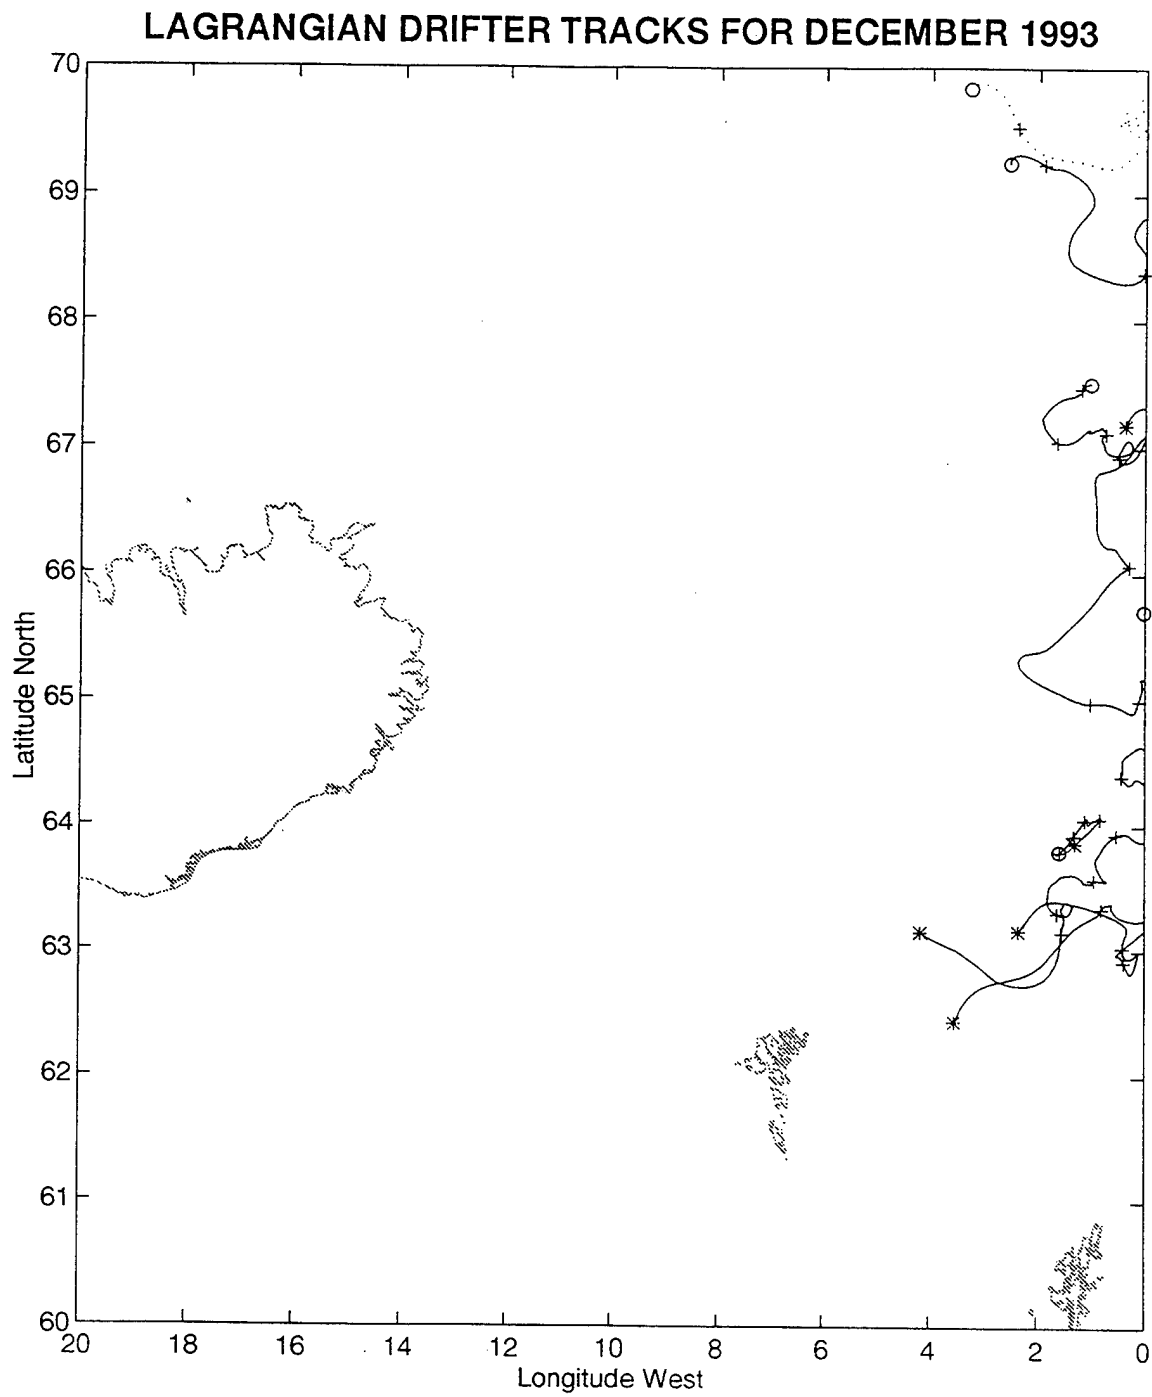 LAGRANGIAN DRIFTER TRACKS FOR DECEMBER 1993
70
69
68
67
66
65
64
63
62
61
60
Latitude North
20 18 16 14 12 10 8 6 4 2 0
Longitude West